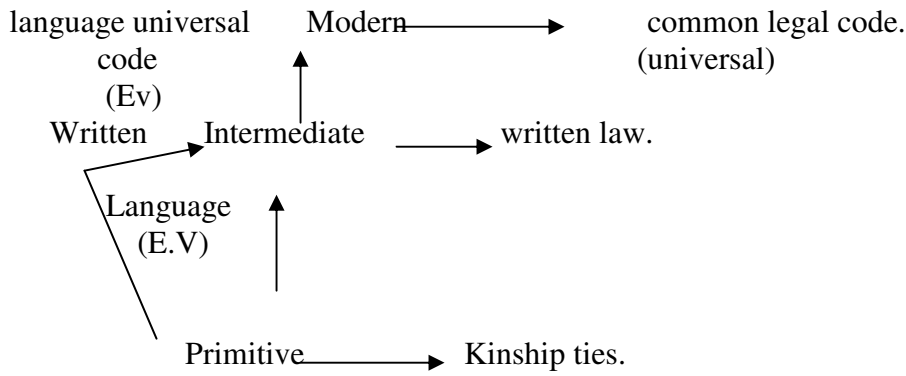 language universal Modern common legal code.
code (universal)
(Ev)
Written Intermediate written law.
Language
(E.V)
Primitive Kinship ties.